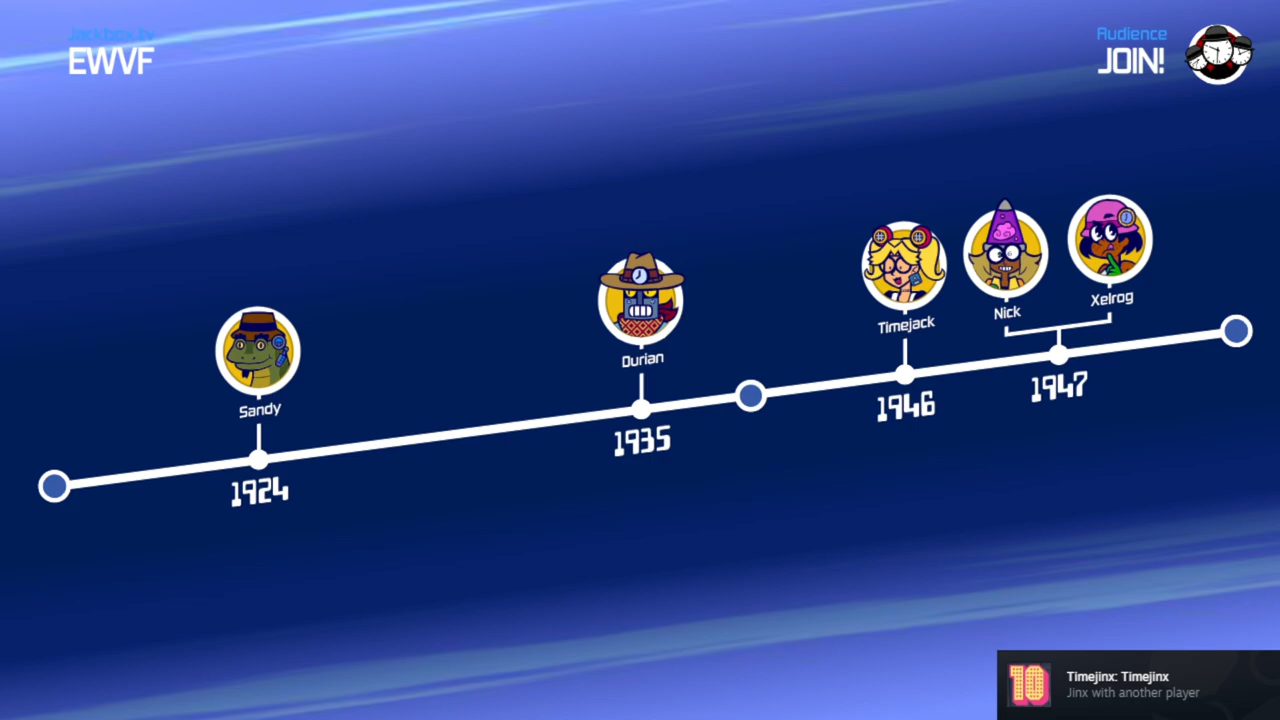 Jackbox.tv
EWVF
Audience
JOIN!
Sandy
1924
Durian
1935
Timejack
1946
Nick
Xelrog
1947
10
Timejinx: Timejinx
Jinx with another player